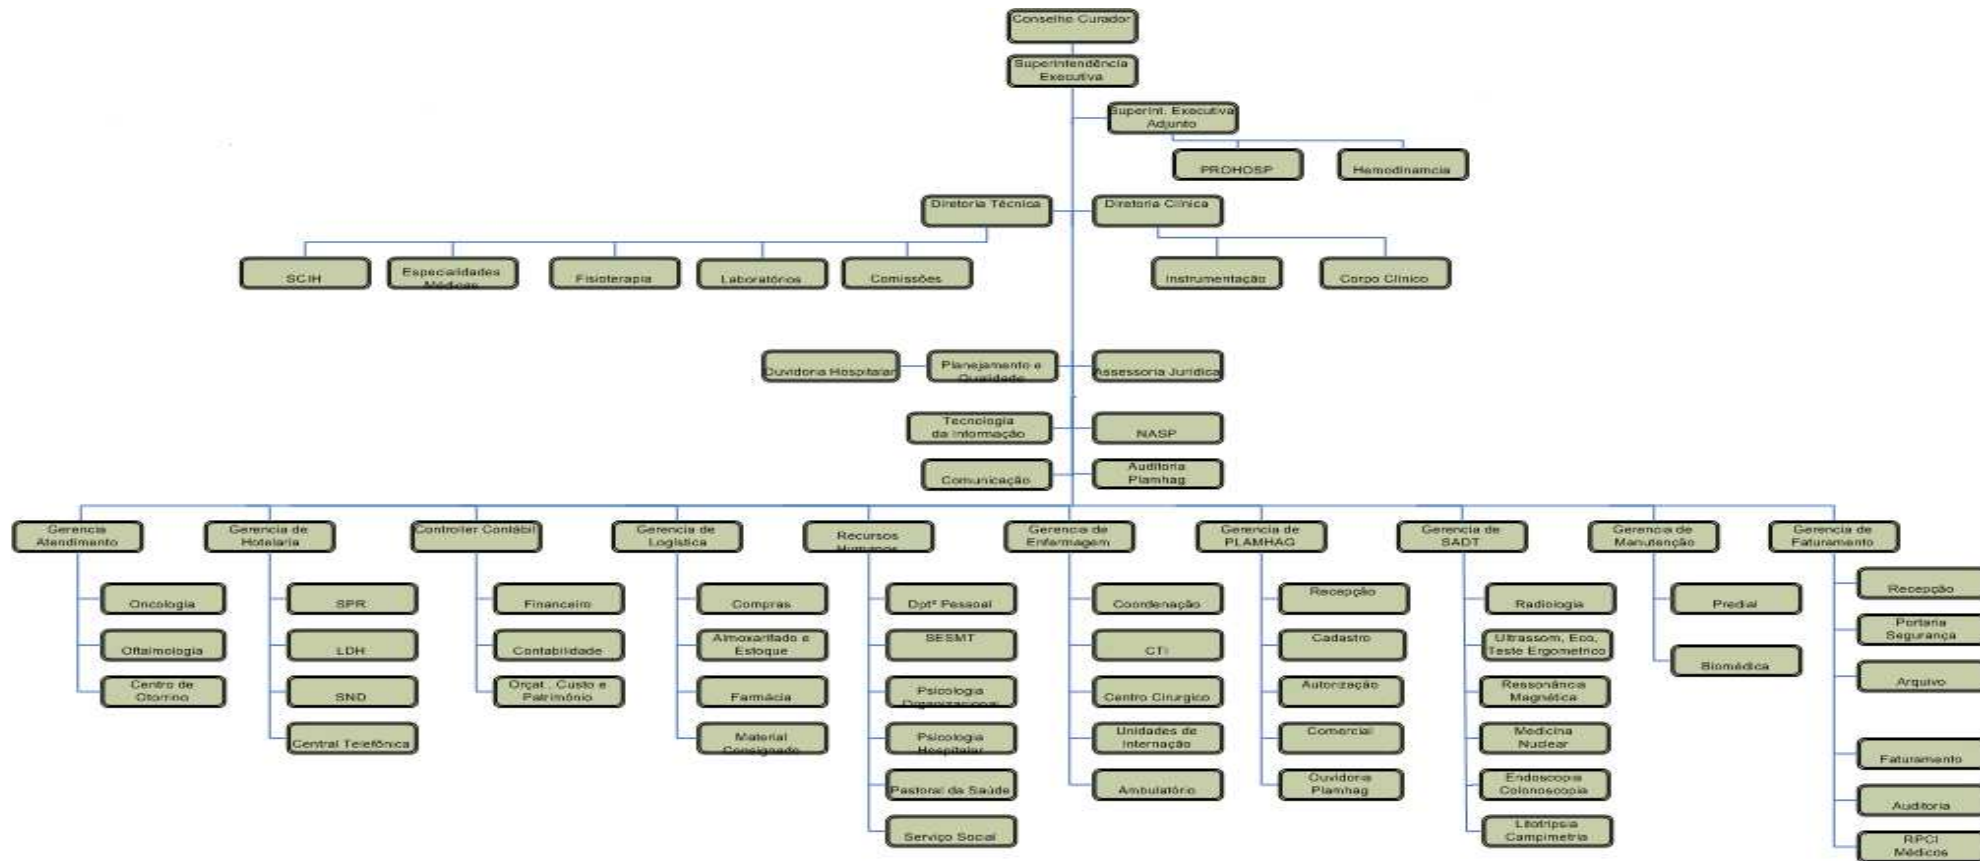 Conselho Curador
Superintendência
Executiva
Superint. Executiva
Adjunto
PROHOSP
Hemodinamcia
Diretoria Técnica
Diretoria Clínica
SCIH
Especialidades
Médicas
Fisioterapia
Laboratórios
Comissões
Instrumentação
Corpo Clínico
Ouvidoria Hospitalar
Planejamento e
Qualidade
Assessoria Jurídica
Tecnologia
da Informação
NASP
Comunicação
Auditoria
Plamhag
Gerencia
Atendimento
Gerencia de
Hotelaria
Controller Contábil
Gerencia de
Logística
Recursos
Humanos
Gerencia de
Enfermagem
Gerencia de
PLAMHAG
Gerencia de
SADT
Gerencia de
Manutenção
Gerencia de
Faturamento
Oncologia
Oftalmologia
Centro de
Otorrino
SPR
LDH
SND
Central Telefônica
Financeiro
Contabilidade
Orçat., Custo e
Patrimônio
Compras
Almoxarifado e
Estoque
Farmácia
Material
Consignado
Dptº Pessoal
SESMT
Psicologia
Organizacional
Psicologia
Hospitalar
Pastoral da Saúde
Serviço Social
Coordenação
CTI
Centro Cirurgico
Unidades de
Internação
Ambulatório
Recepção
Cadastro
Autorização
Comercial
Ouvidoria
Plamhag
Radiologia
Ultrassom, Eco,
Teste Ergometrico
Ressonância
Magnética
Medicina
Nuclear
Endoscopia
Colonoscopia
Litotripsia
Campimetria
Predial
Biomédica
Recepção
Portaria
Segurança
Arquivo
Faturamento
Auditoria
RPCI
Médicos